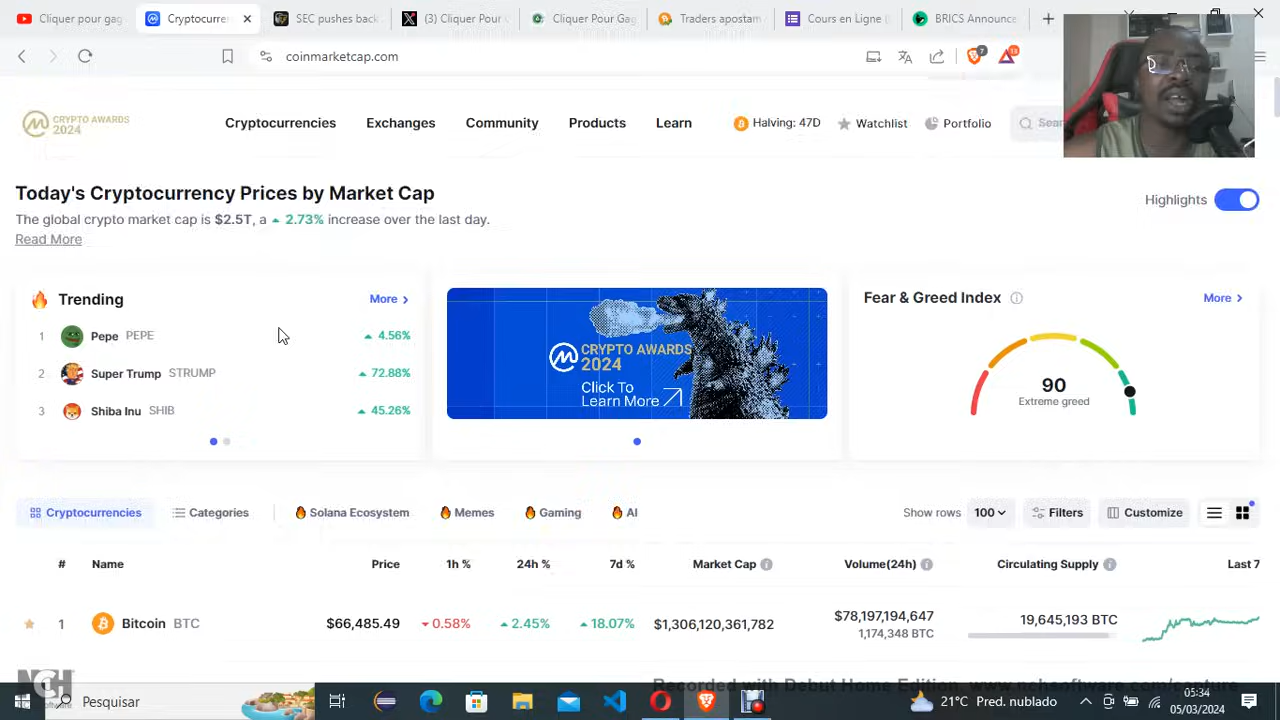 Cliquer pour gag
Cryptocurre
SEC pushes back
(3) Cliquer Pour
Cliquer Pour Gag
Traders apostam
Cours en Ligne
BRICS Announce
coinmarketcap.com
7
13
CRYPTO AWARDS
2024
Cryptocurrencies
Exchanges
Community
Products
Learn
Halving: 47D
Watchlist
Portfolio
Sear
Today's Cryptocurrency Prices by Market Cap
The global crypto market cap is $2.5T, a 2.73% increase over the last day.
Read More
Highlights
Trending
More
1 Pepe PEPE 4.56%
2 Super Trump STRUMP 72.88%
3 Shiba Inu SHIB 45.26%
CRYPTO AWARDS
2024
Click To
Learn More
Fear & Greed Index
More
90
Extreme greed
Cryptocurrencies
Categories
Solana Ecosystem
Memes
Gaming
AI
Show rows
100
Filters
Customize
# Name Price 1h % 24h % 7d % Market Cap Volume(24h) Circulating Supply Last 7
1 Bitcoin BTC $66,485.49 0.58% 2.45% 18.07% $1,306,120,361,782 $78,197,194,647 19,645,193 BTC
1,174,348 BTC
NCH
Recorded with Debut Home Edition. www.nchsoftware.com/capture
Pesquisar
21°C Pred. nublado
05:34
05/03/2024